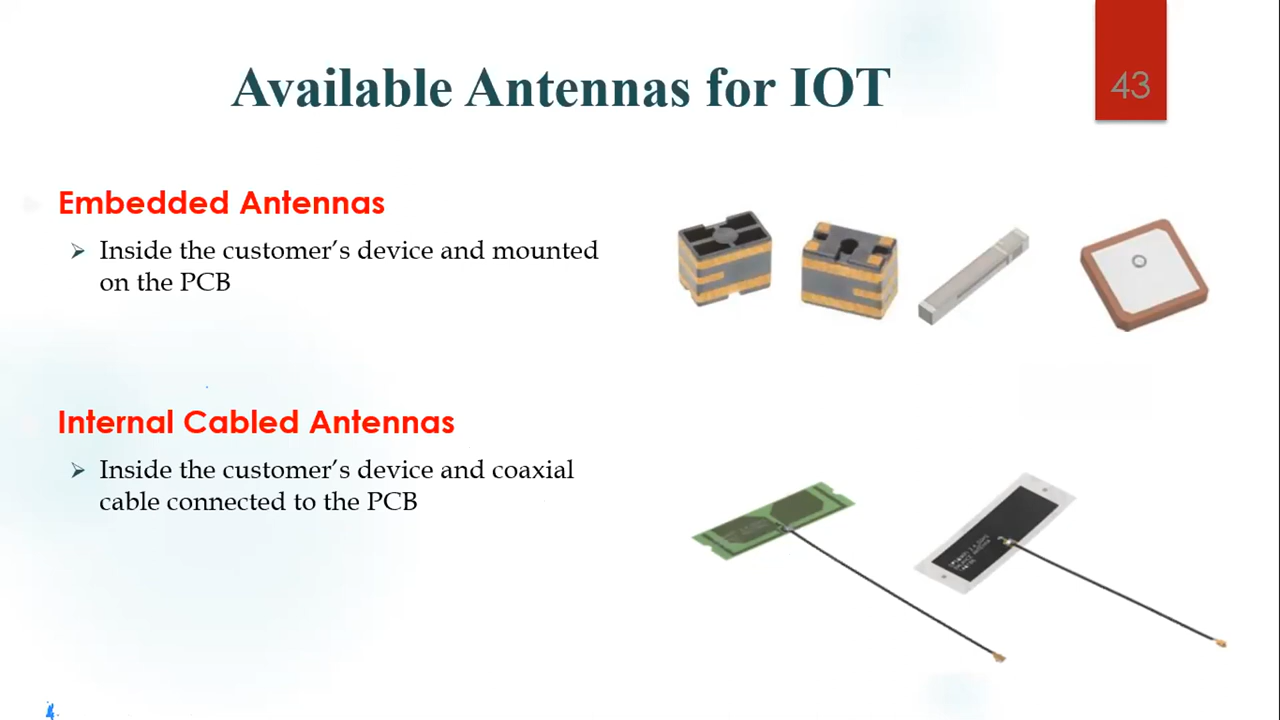 Available Antennas for IOT
43
Embedded Antennas
Inside the customer's device and mounted
on the PCB
Internal Cabled Antennas
Inside the customer's device and coaxial
cable connected to the PCB
4